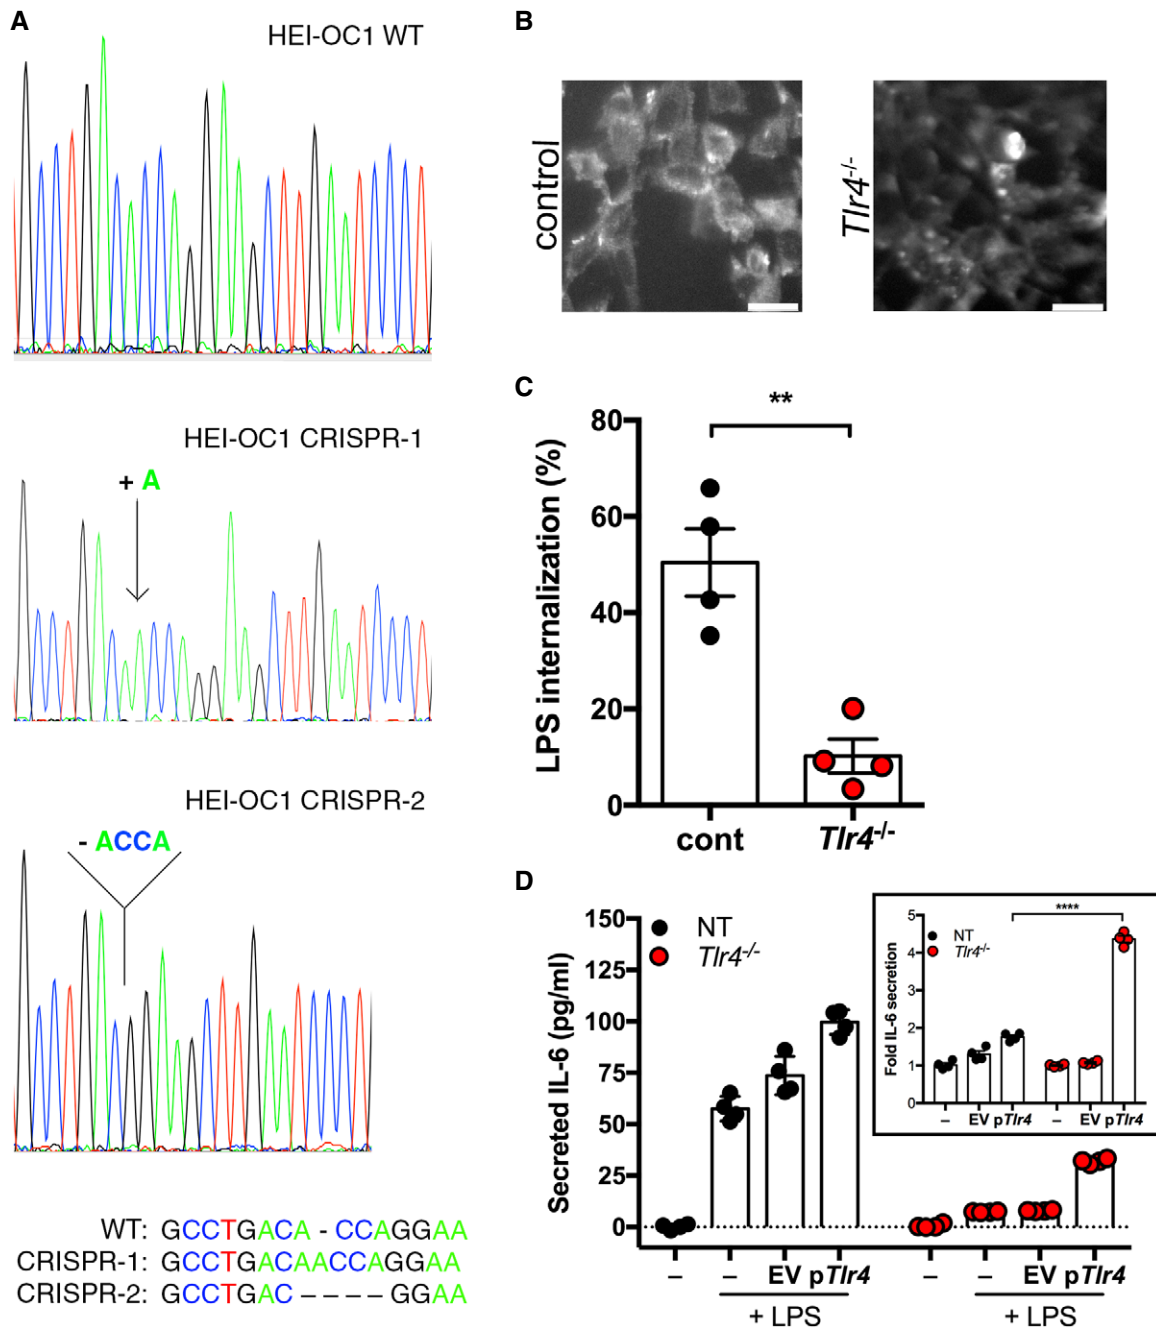 A
HEI-OC1 WT
HEI-OC1 CRISPR-1
+ A
HEI-OC1 CRISPR-2
- ACCA
WT: GCCTGACA - CCAGGAA
CRISPR-1: GCCTGACAACCAGGAA
CRISPR-2: GCCTGAC - - - - GGAA
B
control
Tlr4-/-
C
LPS internalization (%)
80
60
40
20
0
**
cont
Tlr4-/-
D
Secreted IL-6 (pg/ml)
150
125
100
75
50
25
0
NT
Tlr4-/-
– – EV pTlr4 – – EV pTlr4
+ LPS + LPS
Fold IL-6 secretion
5
4
3
2
1
0
NT
Tlr4-/-
****
– EV pTlr4 – EV pTlr4